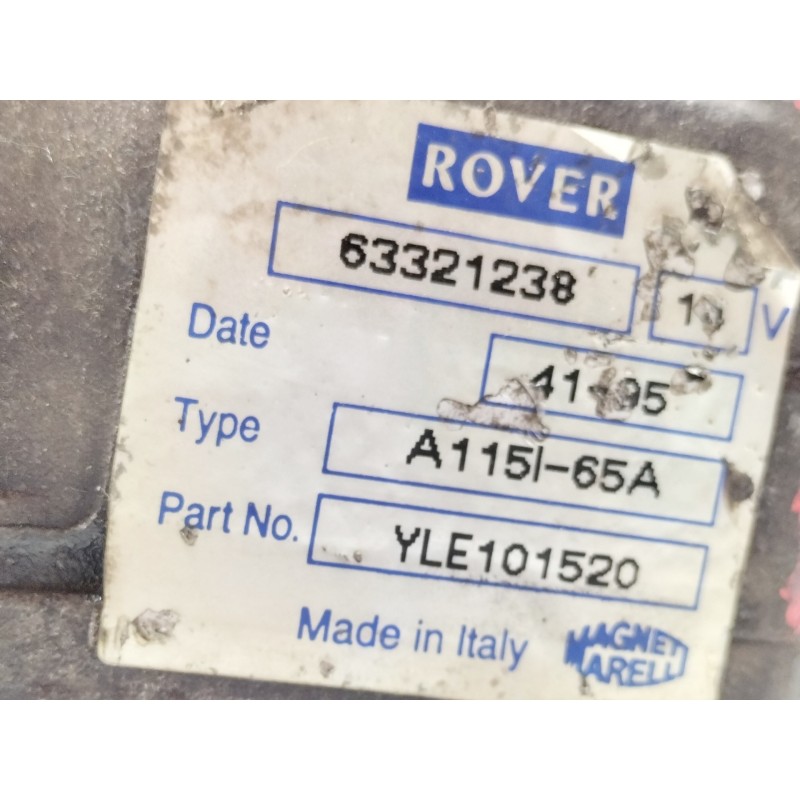 ROVER
63321238 V
Date 41-95
Type A115I-65A
Part No. YLE101520
Made in Italy MAGNETI MARELLI